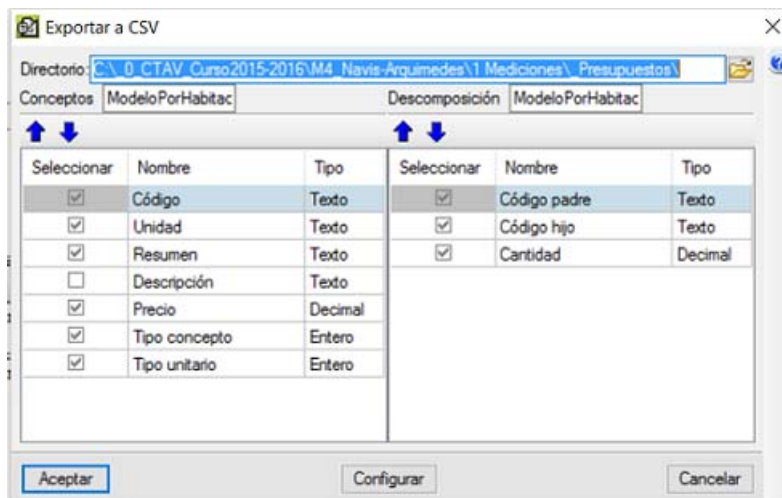 Exportar a CSV
Directorio: C:\_0_CTAV_Curso2015-2016\M4_Navis-Arquimedes\1 Mediciones\_Presupuestos\
Conceptos ModeloPorHabitac Descomposición ModeloPorHabitac
Seleccionar Nombre Tipo Seleccionar Nombre Tipo
Código Texto Código padre Texto
Unidad Texto Código hijo Texto
Resumen Texto Cantidad Decimal
Descripción Texto
Precio Decimal
Tipo concepto Entero
Tipo unitario Entero
Aceptar Configurar Cancelar